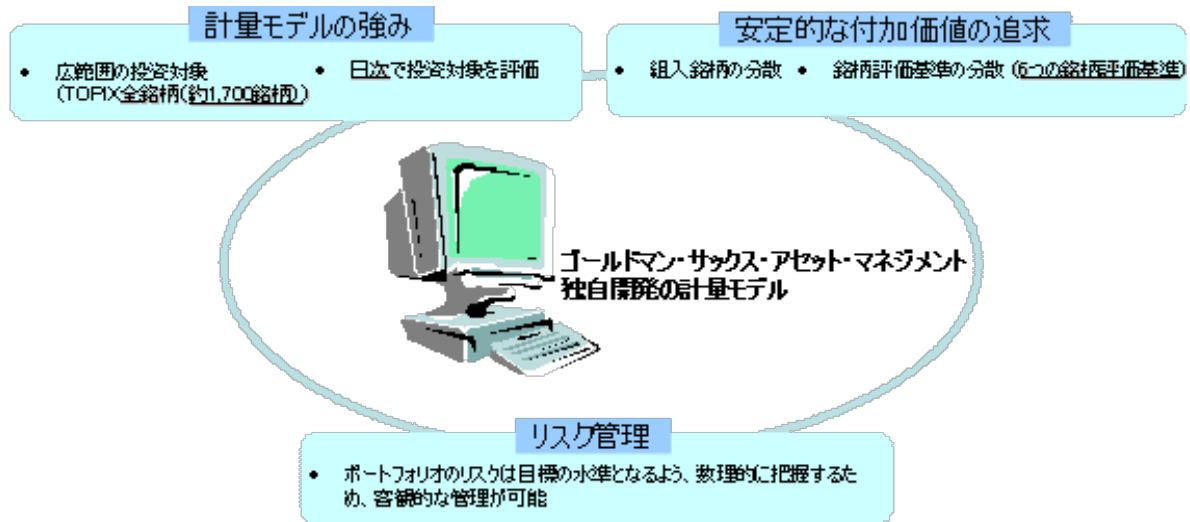 計量モデルの強み
• 広範囲の投資対象
(TOPIX全銘柄(約1,700銘柄))
• 日次で投資対象を評価
安定的な付加価値の追求
• 組入銘柄の分散
• 銘柄評価基準の分散 (6つの銘柄評価基準)
ゴールドマン・サックス・アセット・マネジメント
独自開発の計量モデル
リスク管理
• ポートフォリオのリスクは目標の水準となるよう、数理的に把握するた
め、客観的な管理が可能